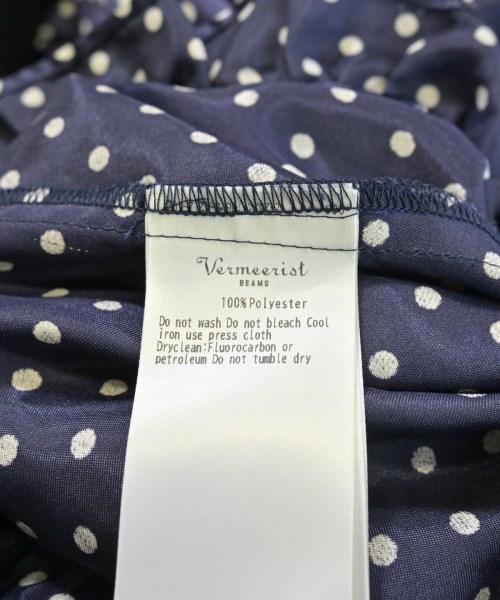 Vermeerist
BEAMS
100%Polyester
Do not wash Do not bleach Cool
iron use press cloth
Dryclean:Fluorocarbon or
petroleum Do not tumble dry